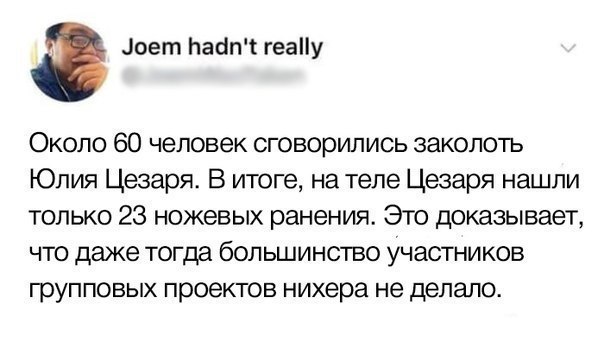 Joem hadn't really
Около 60 человек сговорились заколоть
Юлия Цезаря. В итоге, на теле Цезаря нашли
только 23 ножевых ранения. Это доказывает,
что даже тогда большинство участников
групповых проектов нихера не делало.